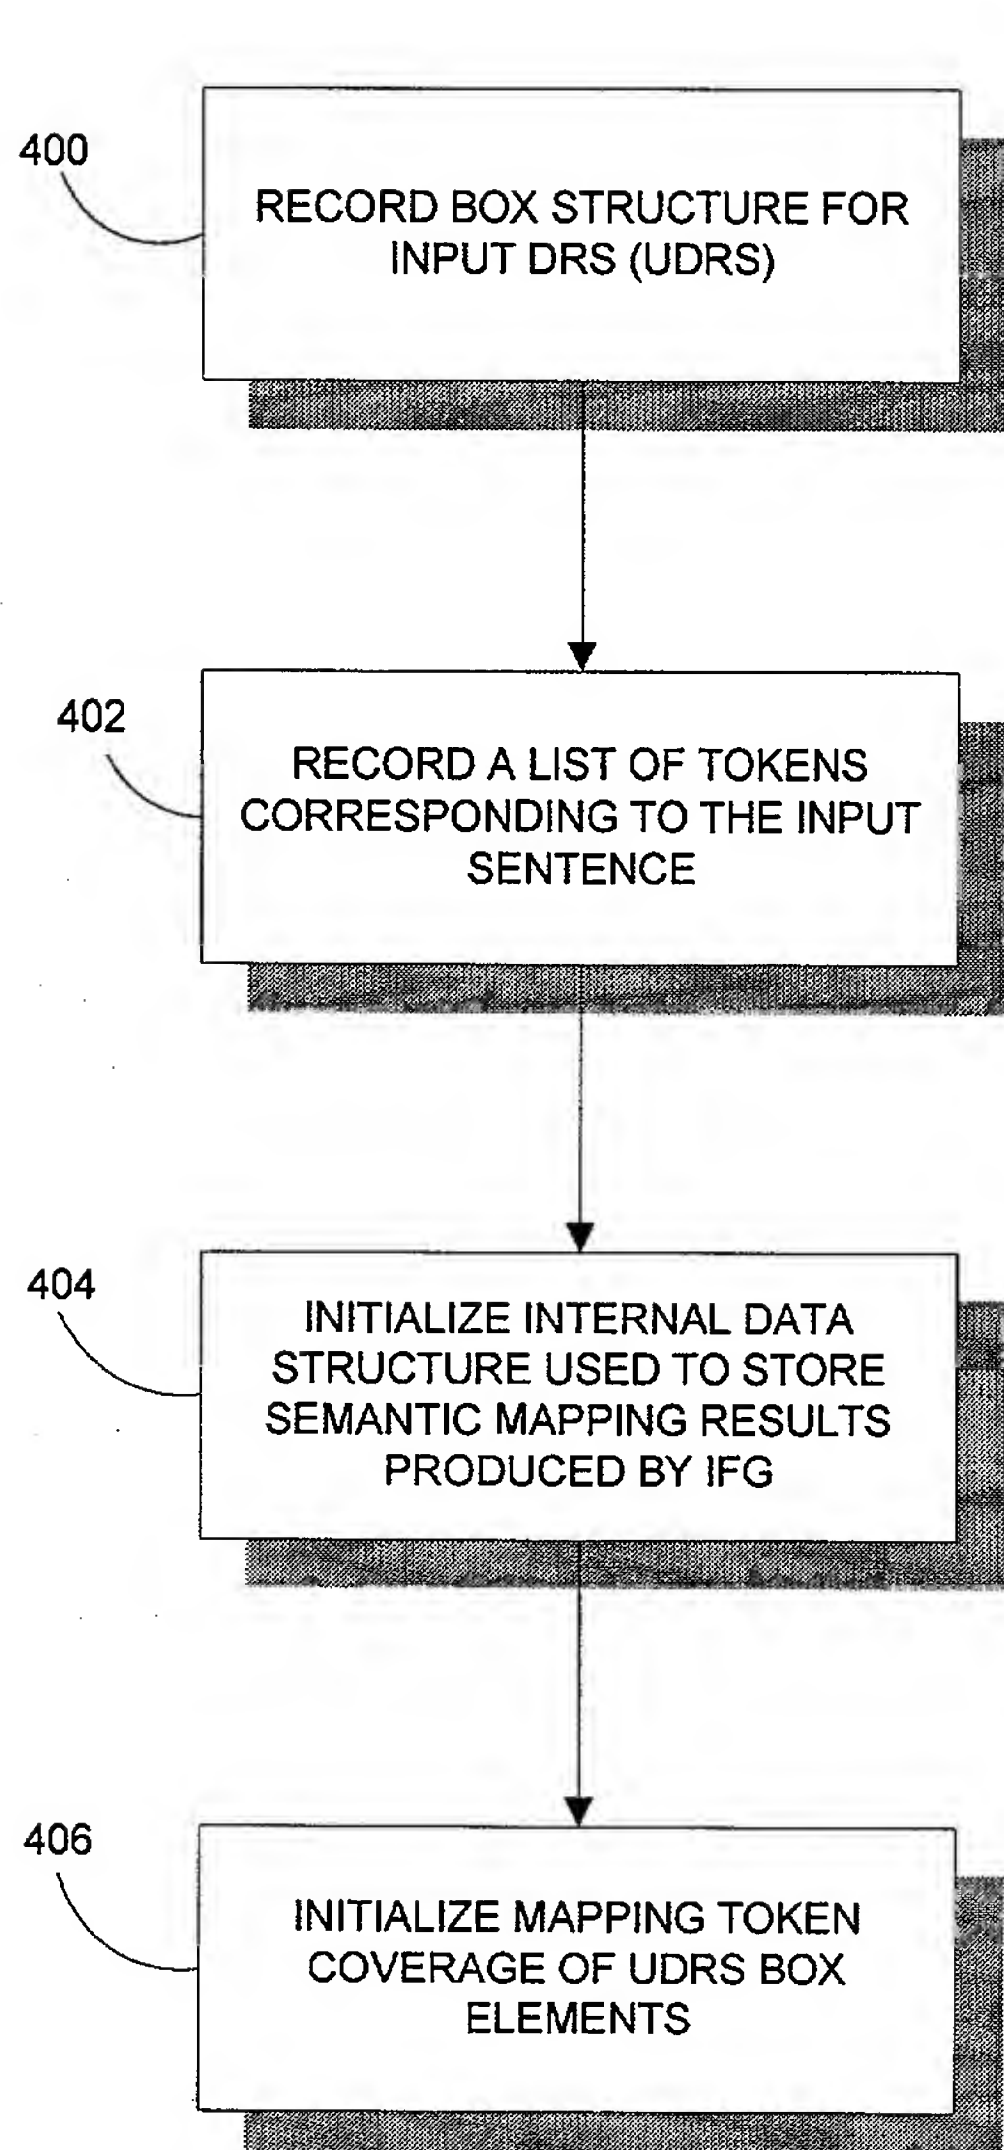 400
RECORD BOX STRUCTURE FOR
INPUT DRS (UDRS)
402
RECORD A LIST OF TOKENS
CORRESPONDING TO THE INPUT
SENTENCE
404
INITIALIZE INTERNAL DATA
STRUCTURE USED TO STORE
SEMANTIC MAPPING RESULTS
PRODUCED BY IFG
406
INITIALIZE MAPPING TOKEN
COVERAGE OF UDRS BOX
ELEMENTS